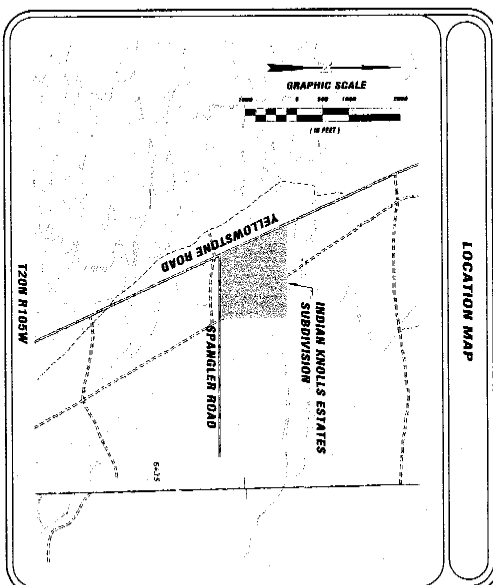 LOCATION MAP
GRAPHIC SCALE
1000 0 500 1000 2000
( IN FEET )
YELLOWSTONE ROAD
INDIAN KNOLLS ESTATES
SUBDIVISION
SPANGLER ROAD
T20N R105W